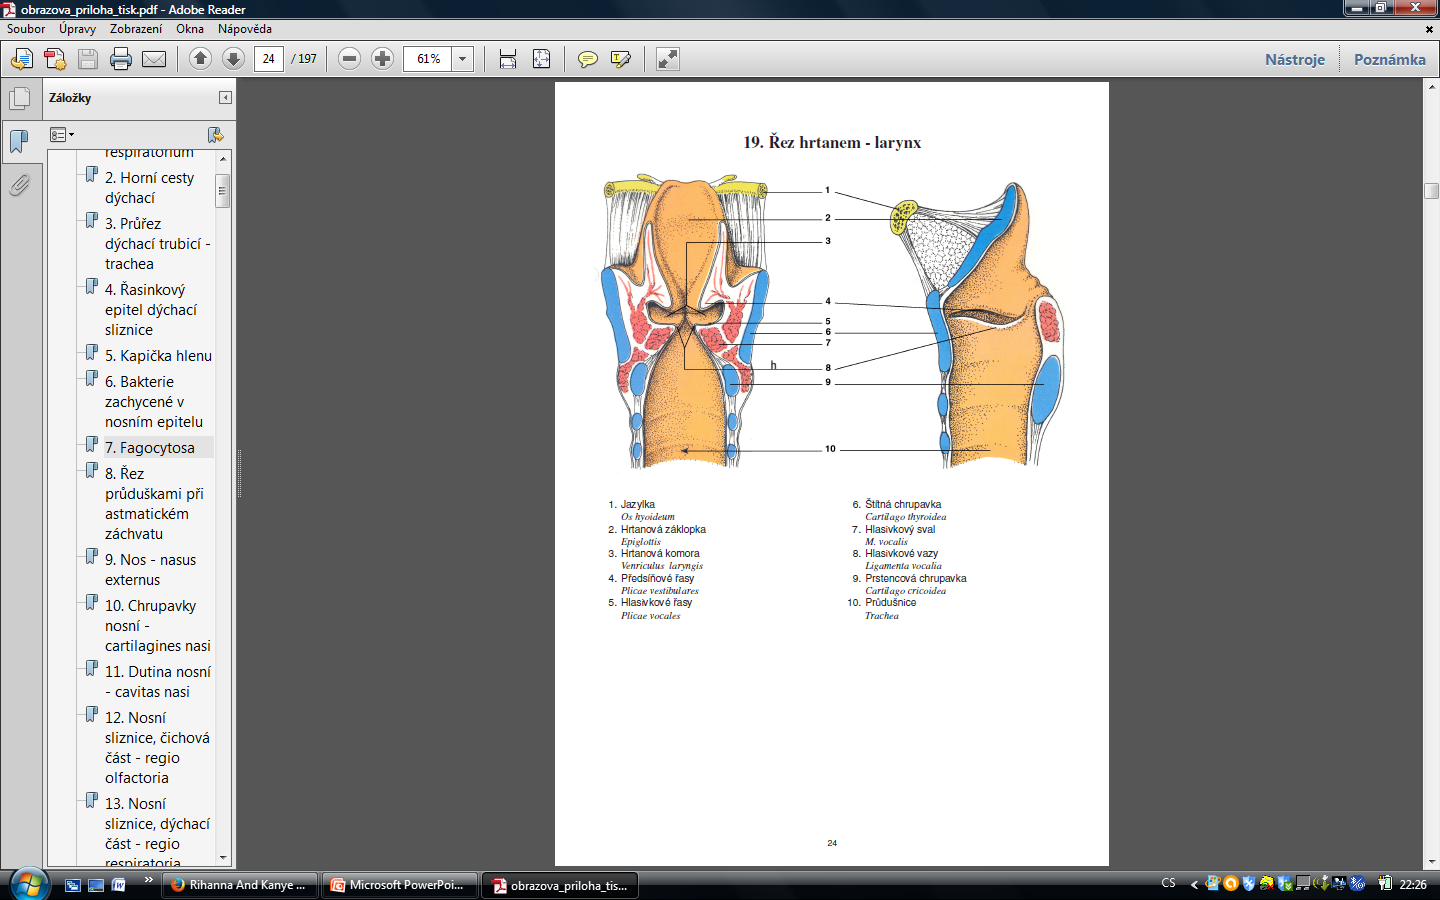 obrazova_priloha_tisk.pdf - Adobe Reader
Soubor Úpravy Zobrazení Okna Nápověda
24 / 197 61% Nástroje Poznámka
Záložky
respiratorium
2. Horní cesty
dýchací
3. Průřez
dýchací trubicí -
trachea
4. Řasinkový
epitel dýchací
sliznice
5. Kapička hlenu
6. Bakterie
zachycené v
nosním epitelu
7. Fagocytosa
8. Řez
průduškami při
astmatickém
záchvatu
9. Nos - nasus
externus
10. Chrupavky
nosní -
cartilagines nasi
11. Dutina nosní
- cavitas nasi
12. Nosní
sliznice, čichová
část - regio
olfactoria
13. Nosní
sliznice, dýchací
část - regio
respiratoria
19. Řez hrtanem - larynx
1
2
3
4
5
6
7
h
8
9
10
1. Jazylka
Os hyoideum
2. Hrtanová záklopka
Epiglottis
3. Hrtanová komora
Venriculus laryngis
4. Předsíňové řasy
Plicae vestibulares
5. Hlasivkové řasy
Plicae vocales
6. Štítná chrupavka
Cartilago thyroidea
7. Hlasivkový sval
M. vocalis
8. Hlasivkové vazy
Ligamenta vocalia
9. Prstencová chrupavka
Cartilago cricoidea
10. Průdušnice
Trachea
24
Rihanna And Kanye ... Microsoft PowerPoi... obrazova_priloha_tis... CS 22:26